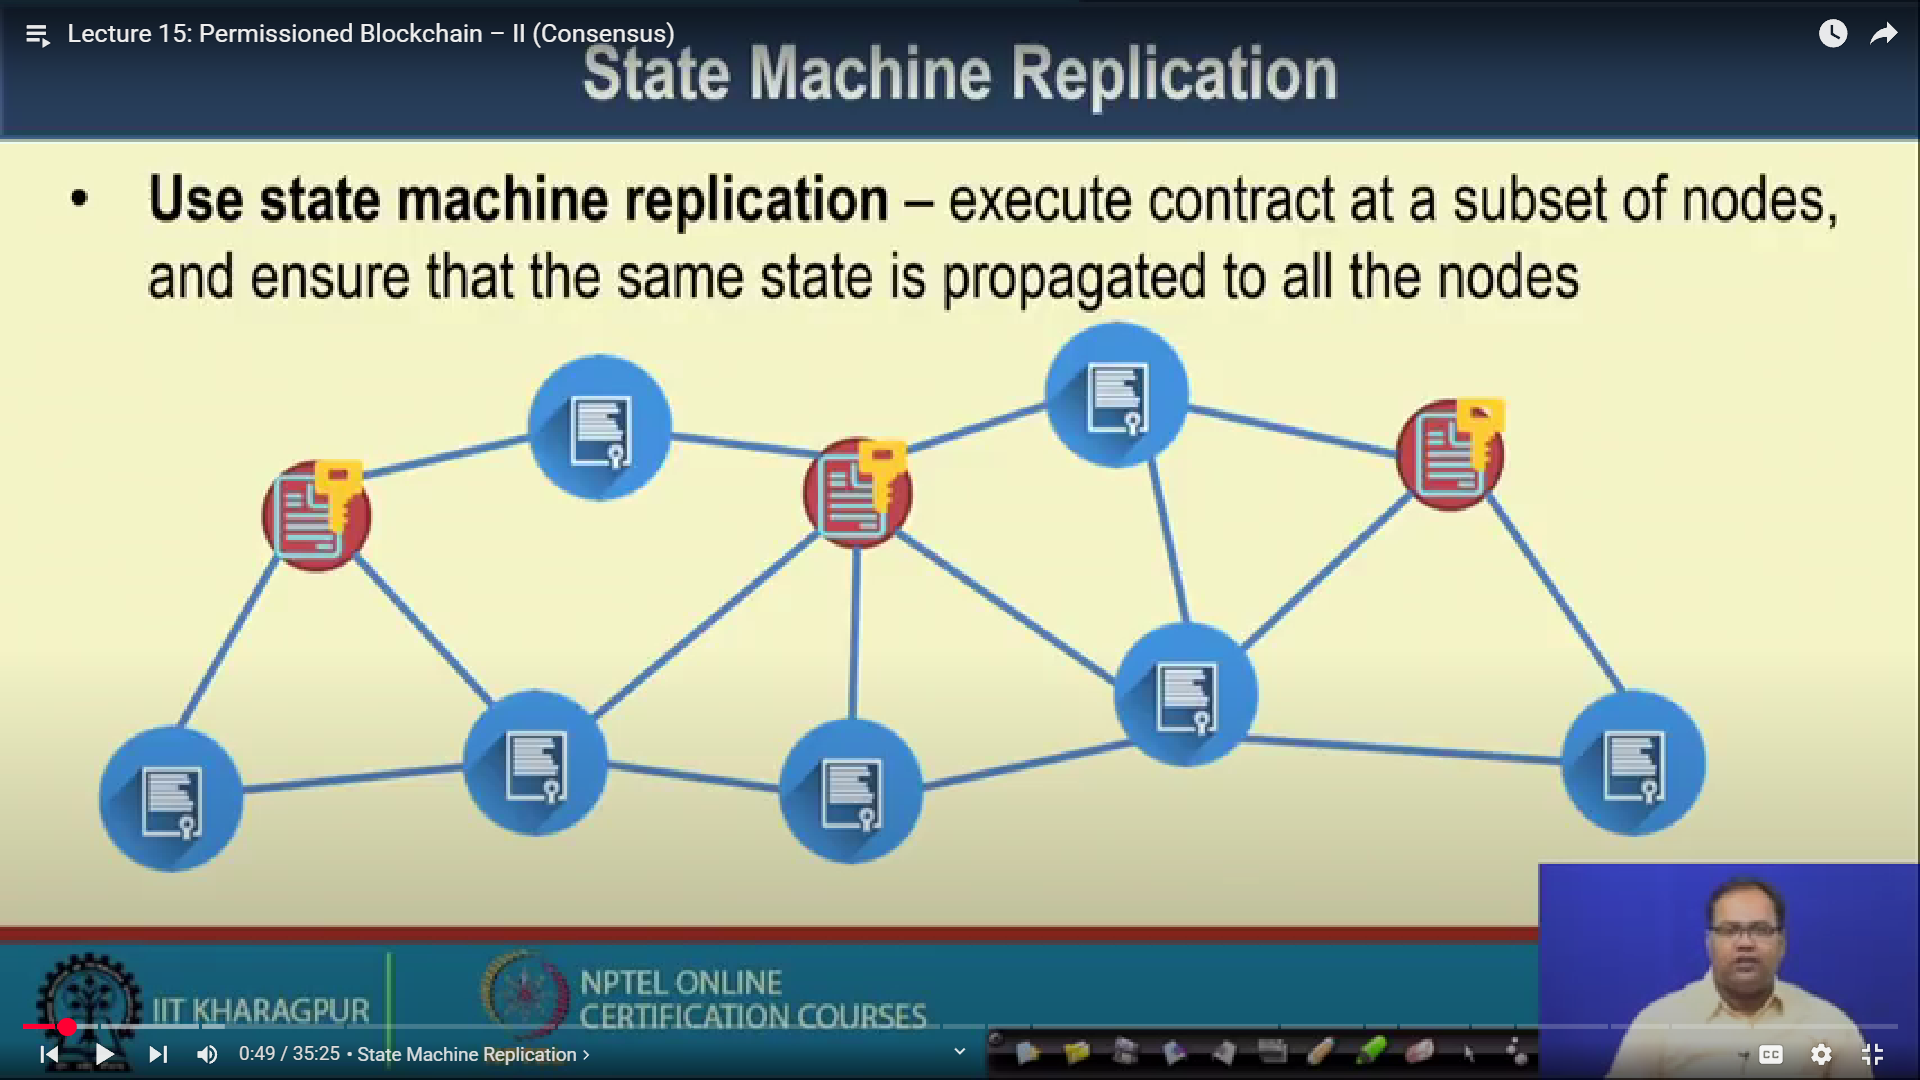 Lecture 15: Permissioned Blockchain – II (Consensus)
State Machine Replication
• Use state machine replication – execute contract at a subset of nodes,
and ensure that the same state is propagated to all the nodes
IIT KHARAGPUR
NPTEL ONLINE
CERTIFICATION COURSES
0:49 / 35:25 • State Machine Replication ›
CC